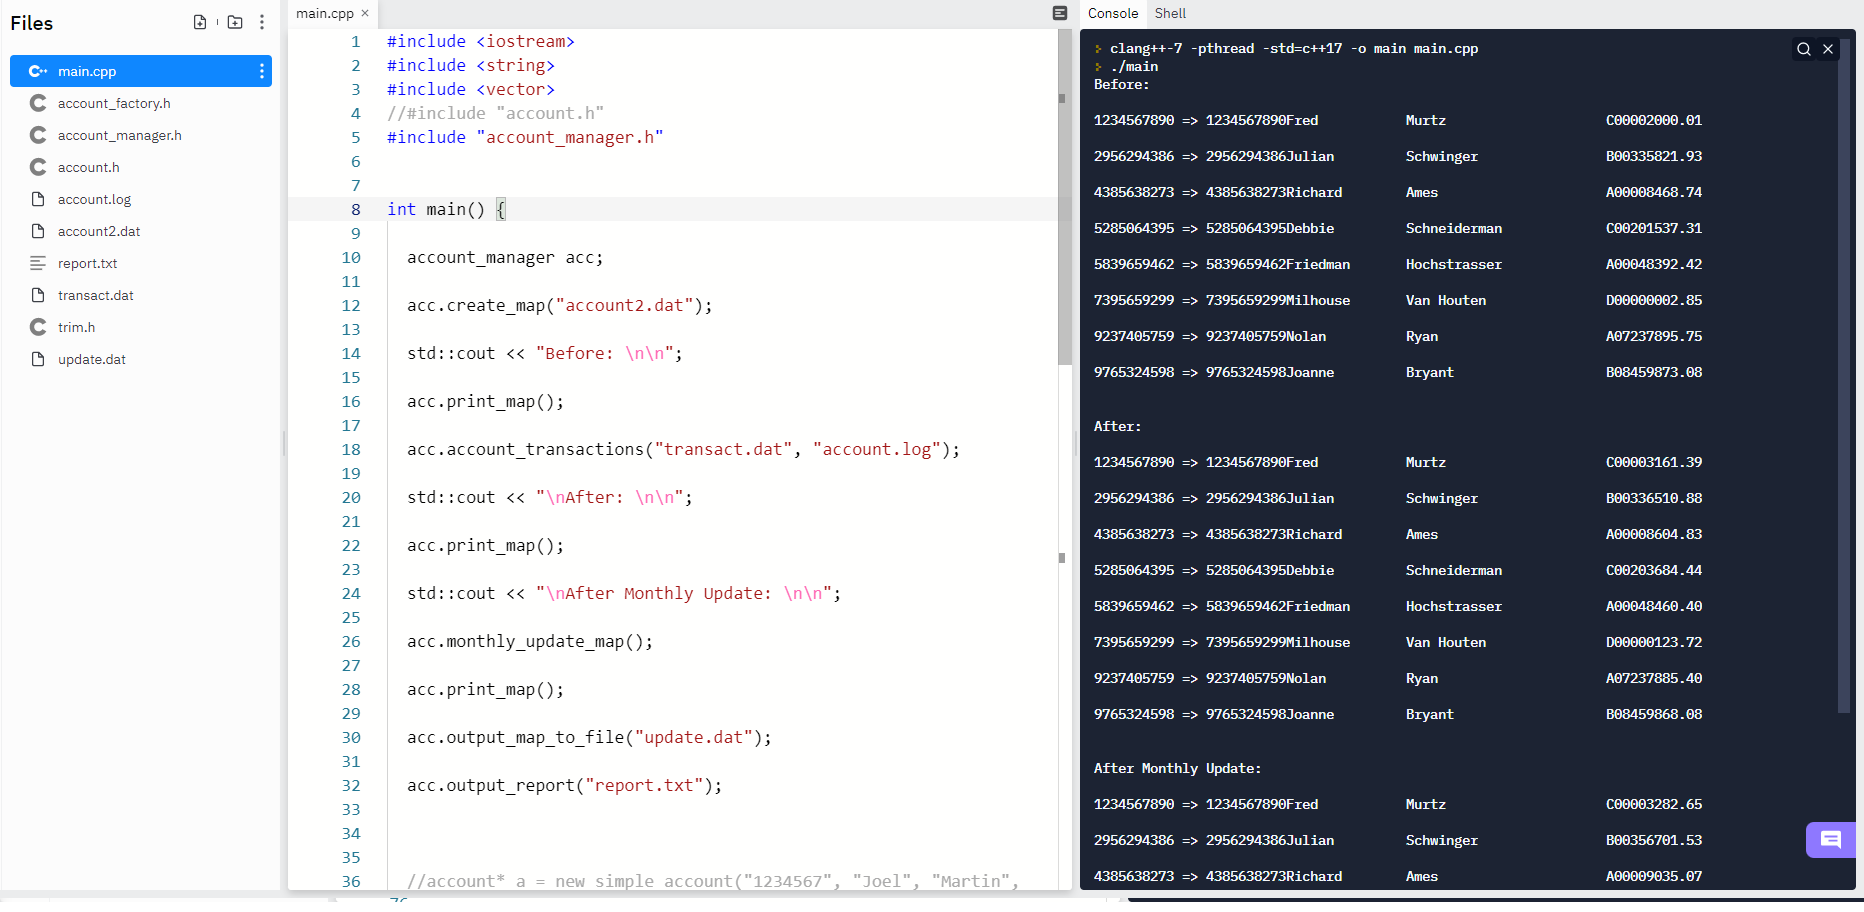 Files
main.cpp
account_factory.h
account_manager.h
account.h
account.log
account2.dat
report.txt
transact.dat
trim.h
update.dat
main.cpp ×
1 #include <iostream>
2 #include <string>
3 #include <vector>
4 //#include "account.h"
5 #include "account_manager.h"
6
7
8 int main() {
9
10 account_manager acc;
11
12 acc.create_map("account2.dat");
13
14 std::cout << "Before: \n\n";
15
16 acc.print_map();
17
18 acc.account_transactions("transact.dat", "account.log");
19
20 std::cout << "\nAfter: \n\n";
21
22 acc.print_map();
23
24 std::cout << "\nAfter Monthly Update: \n\n";
25
26 acc.monthly_update_map();
27
28 acc.print_map();
29
30 acc.output_map_to_file("update.dat");
31
32 acc.output_report("report.txt");
33
34
35
36 //account* a = new simple_account("1234567", "Joel", "Martin",
Console Shell
clang++-7 -pthread -std=c++17 -o main main.cpp
./main
Before:
1234567890 => 1234567890Fred Murtz C00002000.01
2956294386 => 2956294386Julian Schwinger B00335821.93
4385638273 => 4385638273Richard Ames A00008468.74
5285064395 => 5285064395Debbie Schneiderman C00201537.31
5839659462 => 5839659462Friedman Hochstrasser A00048392.42
7395659299 => 7395659299Milhouse Van Houten D00000002.85
9237405759 => 9237405759Nolan Ryan A07237895.75
9765324598 => 9765324598Joanne Bryant B08459873.08
After:
1234567890 => 1234567890Fred Murtz C00003161.39
2956294386 => 2956294386Julian Schwinger B00336510.88
4385638273 => 4385638273Richard Ames A00008604.83
5285064395 => 5285064395Debbie Schneiderman C00203684.44
5839659462 => 5839659462Friedman Hochstrasser A00048460.40
7395659299 => 7395659299Milhouse Van Houten D00000123.72
9237405759 => 9237405759Nolan Ryan A07237885.40
9765324598 => 9765324598Joanne Bryant B08459868.08
After Monthly Update:
1234567890 => 1234567890Fred Murtz C00003282.65
2956294386 => 2956294386Julian Schwinger B00356701.53
4385638273 => 4385638273Richard Ames A00009035.07